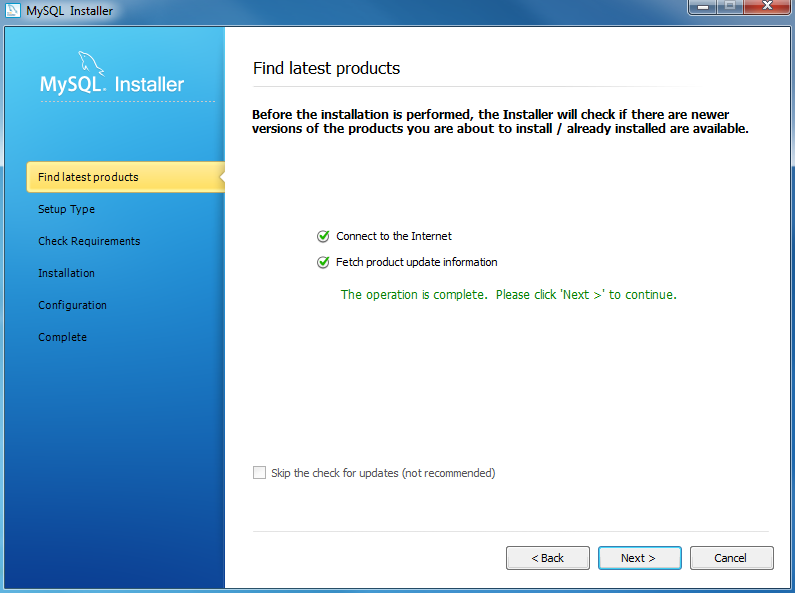 MySQL Installer
MySQL. Installer
Find latest products
Setup Type
Check Requirements
Installation
Configuration
Complete
Find latest products
Before the installation is performed, the Installer will check if there are newer
versions of the products you are about to install / already installed are available.
Connect to the Internet
Fetch product update information
The operation is complete.  Please click 'Next >' to continue.
Skip the check for updates (not recommended)
< Back
Next >
Cancel